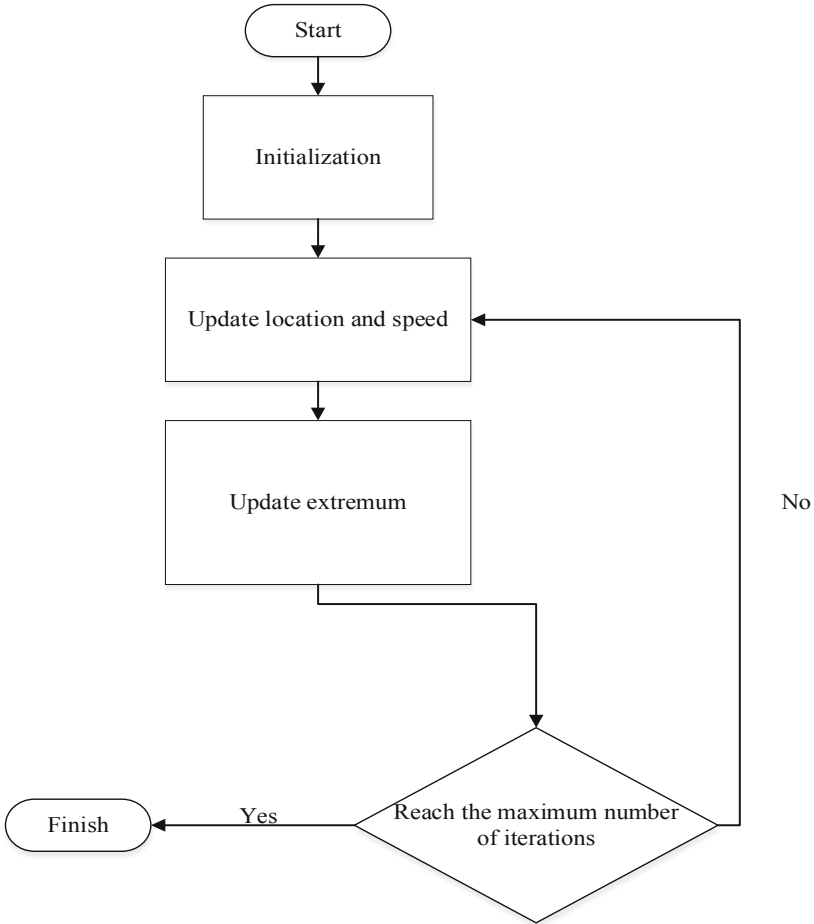 Start
Initialization
Update location and speed
Update extremum
No
Reach the maximum number
of iterations
Yes
Finish